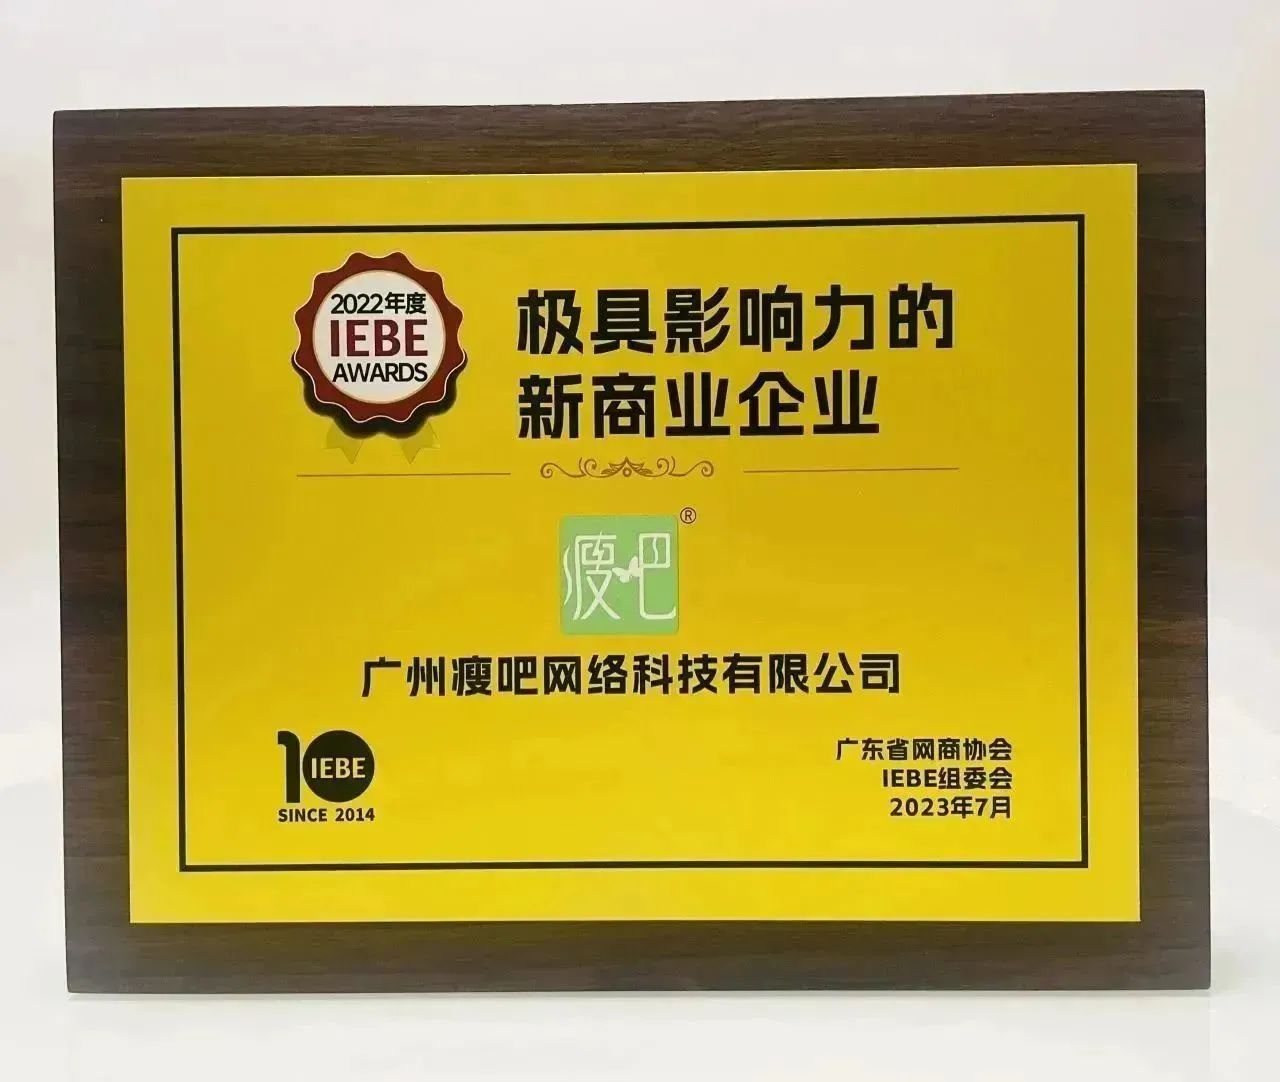 2022年度
IEBE
AWARDS
极具影响力的
新商业企业
瘦吧®
广州瘦吧网络科技有限公司
10
IEBE
SINCE 2014
广东省网商协会
IEBE组委会
2023年7月